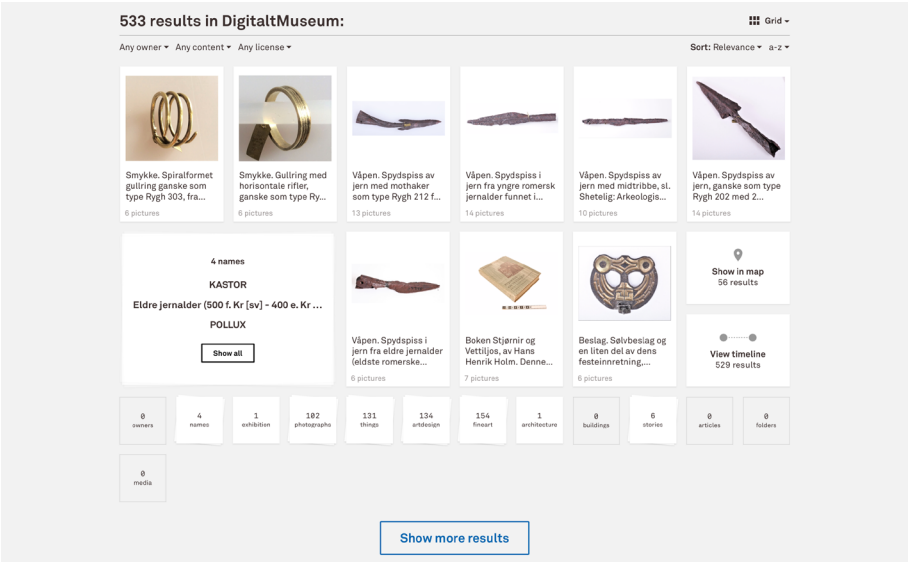 533 results in DigitaltMuseum:
Grid
Any owner Any content Any license
Sort: Relevance a-z
Smykke. Spiralformet
gullring ganske som
type Rygh 303, fra...
6 pictures
Smykke. Gullring med
horisontale rifler,
ganske som type Ry...
6 pictures
Våpen. Spydspiss av
jern med mothaker
som type Rygh 212 f...
13 pictures
Våpen. Spydspiss i
jern fra yngre romersk
jernalder funnet i...
14 pictures
Våpen. Spydspiss av
jern med midtribbe, sl.
Shetelig: Arkeologis...
10 pictures
Våpen. Spydspiss av
jern, ganske som type
Rygh 202 med 2...
14 pictures
4 names
KASTOR
Eldre jernalder (500 f. Kr [sv] - 400 e. Kr ...
POLLUX
Show all
Våpen. Spydspiss i
jern fra eldre jernalder
(eldste romerske...
6 pictures
Boken Stjørnir og
Vettiljos, av Hans
Henrik Holm. Denne...
7 pictures
Beslag. Sølvbeslag og
en liten del av dens
festeinnretning,...
6 pictures
Show in map
56 results
View timeline
529 results
0
owners
4
names
1
exhibition
102
photographs
131
things
134
artdesign
154
fineart
1
architecture
0
buildings
6
stories
0
articles
0
folders
0
media
Show more results